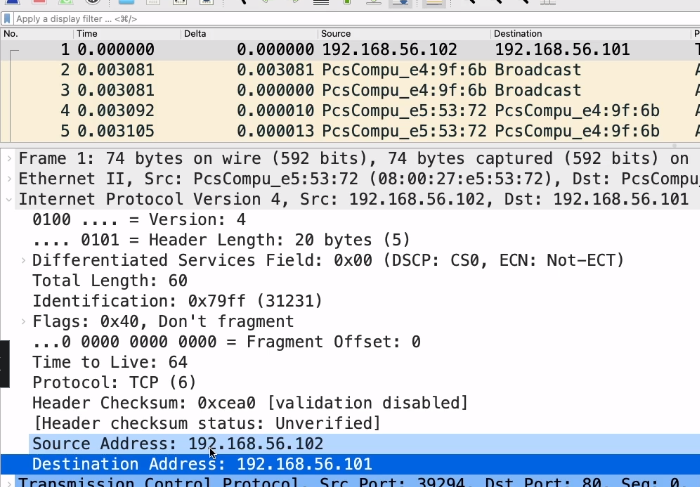 Apply a display filter ... <⌘/>
No. Time Delta Source Destination
1 0.000000 0.000000 192.168.56.102 192.168.56.101
2 0.003081 0.003081 PcsCompu_e4:9f:6b Broadcast
3 0.003081 0.000000 PcsCompu_e4:9f:6b Broadcast
4 0.003092 0.000010 PcsCompu_e5:53:72 PcsCompu_e4:9f:6b
5 0.003105 0.000013 PcsCompu_e5:53:72 PcsCompu_e4:9f:6b
Frame 1: 74 bytes on wire (592 bits), 74 bytes captured (592 bits) on
Ethernet II, Src: PcsCompu_e5:53:72 (08:00:27:e5:53:72), Dst: PcsCompu
Internet Protocol Version 4, Src: 192.168.56.102, Dst: 192.168.56.101
0100 .... = Version: 4
.... 0101 = Header Length: 20 bytes (5)
Differentiated Services Field: 0x00 (DSCP: CS0, ECN: Not-ECT)
Total Length: 60
Identification: 0x79ff (31231)
Flags: 0x40, Don't fragment
...0 0000 0000 0000 = Fragment Offset: 0
Time to Live: 64
Protocol: TCP (6)
Header Checksum: 0xcea0 [validation disabled]
[Header checksum status: Unverified]
Source Address: 192.168.56.102
Destination Address: 192.168.56.101
Transmission Control Protocol, Src Port: 39294, Dst Port: 80, Seq: 0,